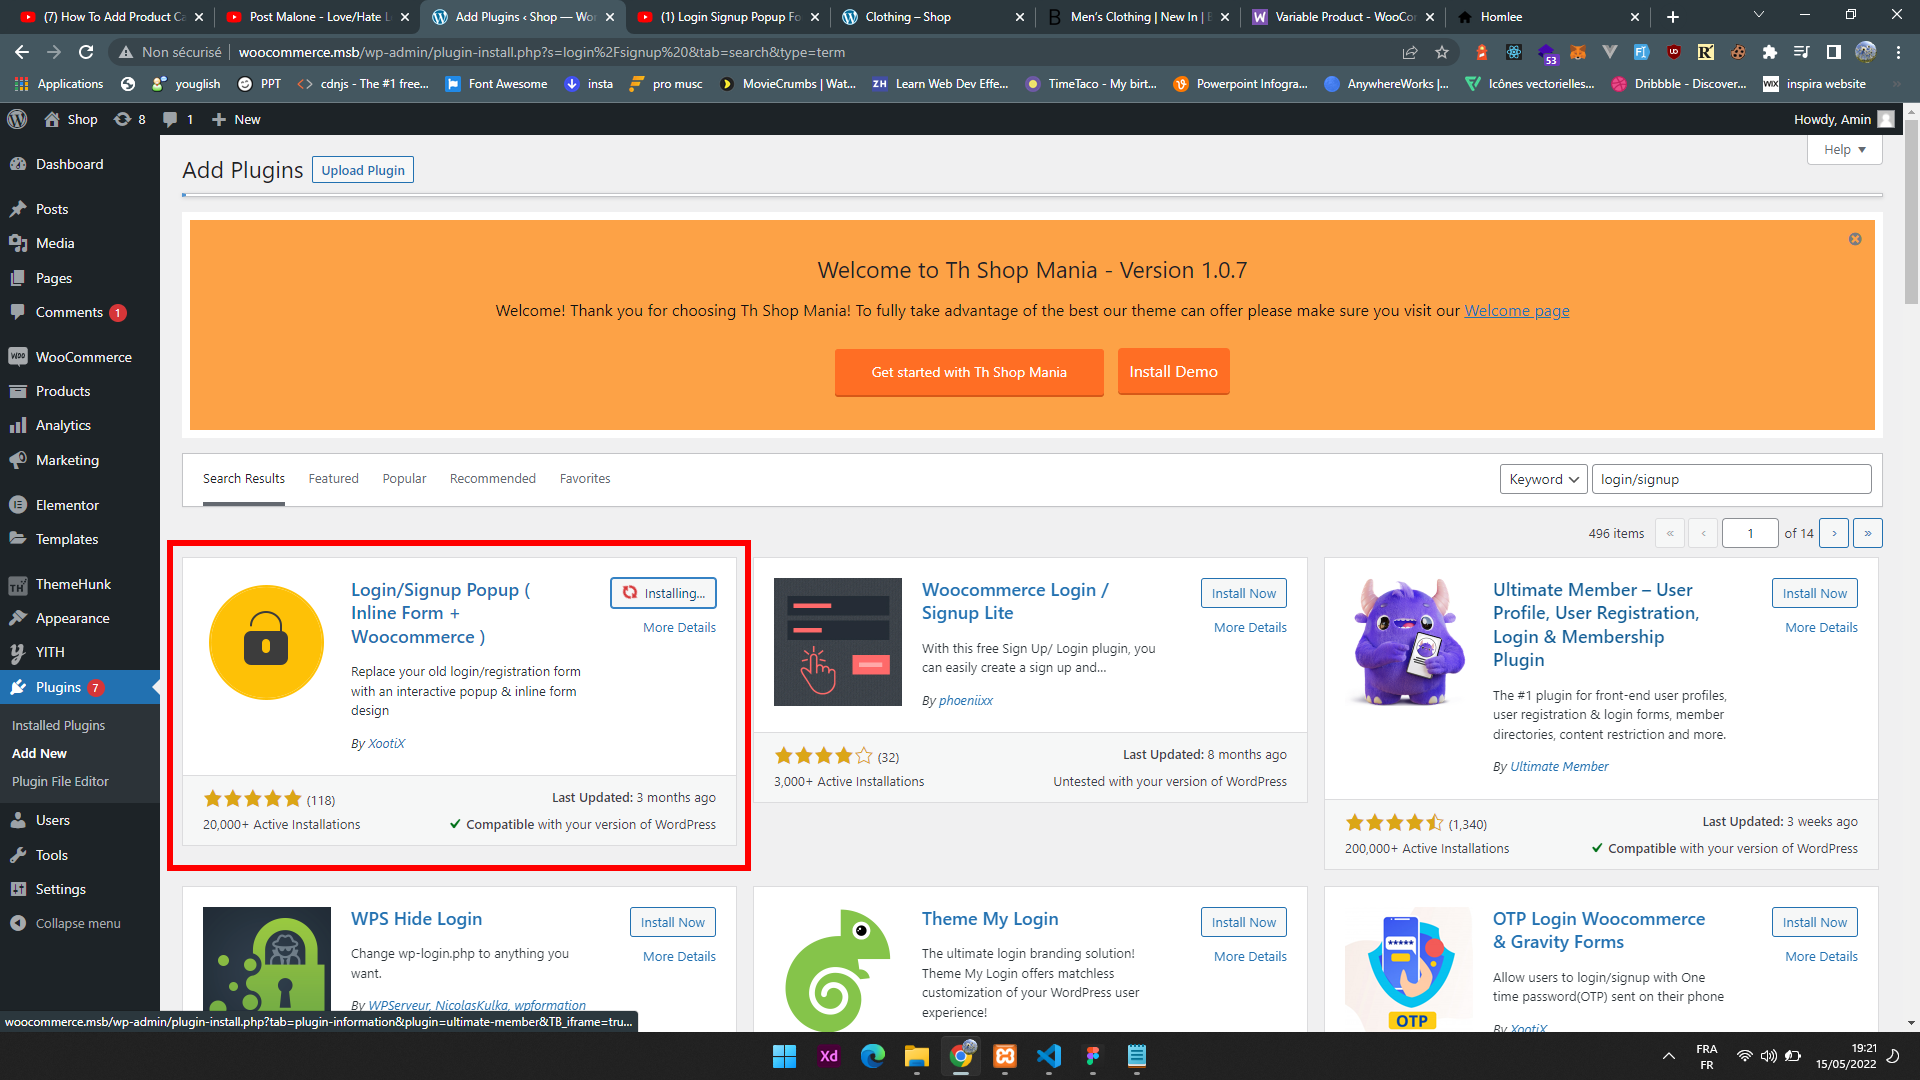 (7) How To Add Product Ca
Post Malone - Love/Hate L
Add Plugins ‹ Shop — Wo
(1) Login Signup Popup Fo
Clothing – Shop
Men's Clothing | New In | B
Variable Product - WooCo
Homlee
Non sécurisé
woocommerce.msb/wp-admin/plugin-install.php?s=login%2Fsignup%20&tab=search&type=term
53
Applications
youglish
PPT
cdnjs - The #1 free...
Font Awesome
insta
pro musc
MovieCrumbs | Wat...
ZH
Learn Web Dev Effe...
TimeTaco - My birt...
Powerpoint Infogra...
AnywhereWorks |...
Icônes vectorielles...
Dribbble - Discover...
WIX
inspira website
Shop
8
1
New
Howdy, Amin
Dashboard
Posts
Media
Pages
Comments 1
WooCommerce
Products
Analytics
Marketing
Elementor
Templates
TH
ThemeHunk
Appearance
YITH
Plugins 7
Installed Plugins
Add New
Plugin File Editor
Users
Tools
Settings
Collapse menu
Help
Add Plugins
Upload Plugin
Welcome to Th Shop Mania - Version 1.0.7
Welcome! Thank you for choosing Th Shop Mania! To fully take advantage of the best our theme can offer please make sure you visit our Welcome page
Get started with Th Shop Mania
Install Demo
Search Results
Featured
Popular
Recommended
Favorites
Keyword
login/signup
496 items
«
‹
1
of 14
›
»
Login/Signup Popup (
Inline Form +
Woocommerce )
Installing...
More Details
Replace your old login/registration form
with an interactive popup & inline form
design
By XootiX
(118)
Last Updated: 3 months ago
20,000+ Active Installations
Compatible with your version of WordPress
Woocommerce Login /
Signup Lite
Install Now
More Details
With this free Sign Up/ Login plugin, you
can easily create a sign up and...
By phoeniixx
(32)
Last Updated: 8 months ago
3,000+ Active Installations
Untested with your version of WordPress
Ultimate Member – User
Profile, User Registration,
Login & Membership
Plugin
Install Now
More Details
The #1 plugin for front-end user profiles,
user registration & login forms, member
directories, content restriction and more.
By Ultimate Member
(1,340)
Last Updated: 3 weeks ago
200,000+ Active Installations
Compatible with your version of WordPress
WPS Hide Login
Install Now
More Details
Change wp-login.php to anything you
want.
By WPServeur, NicolasKulka, wpformation
Theme My Login
Install Now
More Details
The ultimate login branding solution!
Theme My Login offers matchless
customization of your WordPress user
experience!
OTP Login Woocommerce
& Gravity Forms
Install Now
More Details
Allow users to login/signup with One
time password(OTP) sent on their phone
By XootiX
*****
OTP
woocommerce.msb/wp-admin/plugin-install.php?tab=plugin-information&plugin=ultimate-member&TB_iframe=tru...
Xd
FRA
FR
19:21
15/05/2022